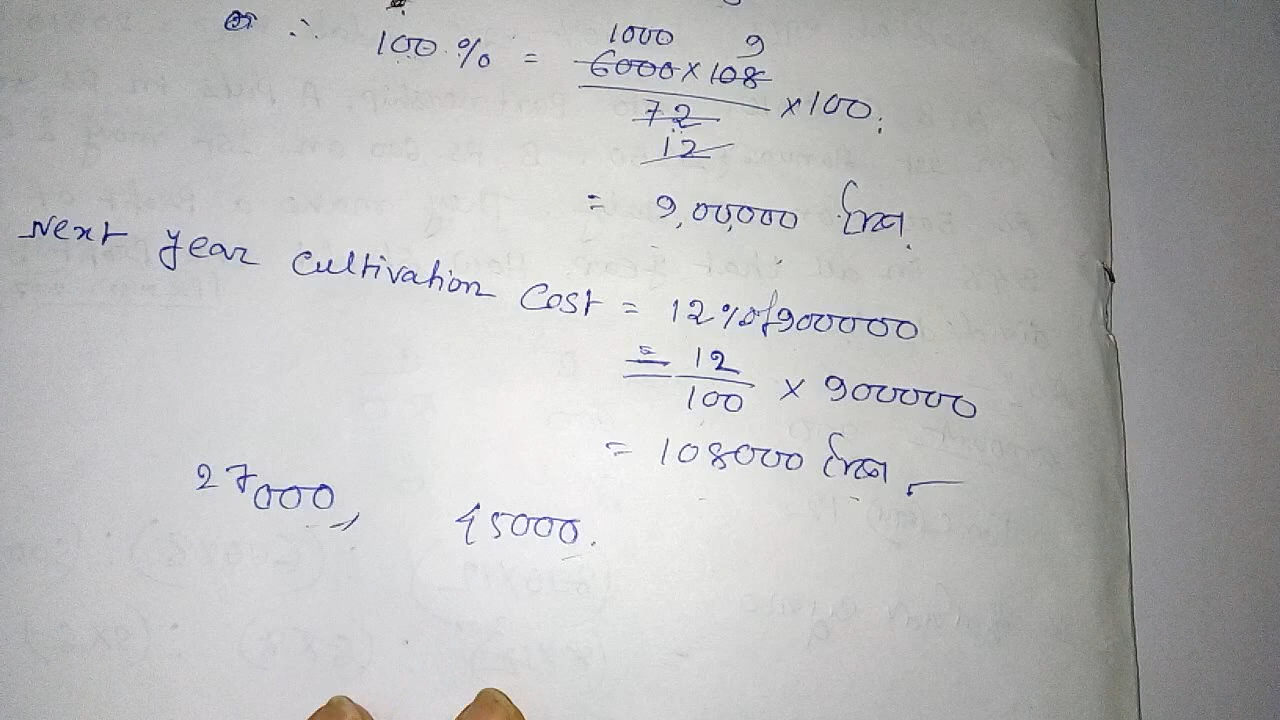 ∴ 100% = 6000×108 / 72 / 12 ×100
1000 9
= 9,00,000
Next year cultivation cost = 12% of 900000
= 12/100 × 900000
= 108000
27000, 45000.